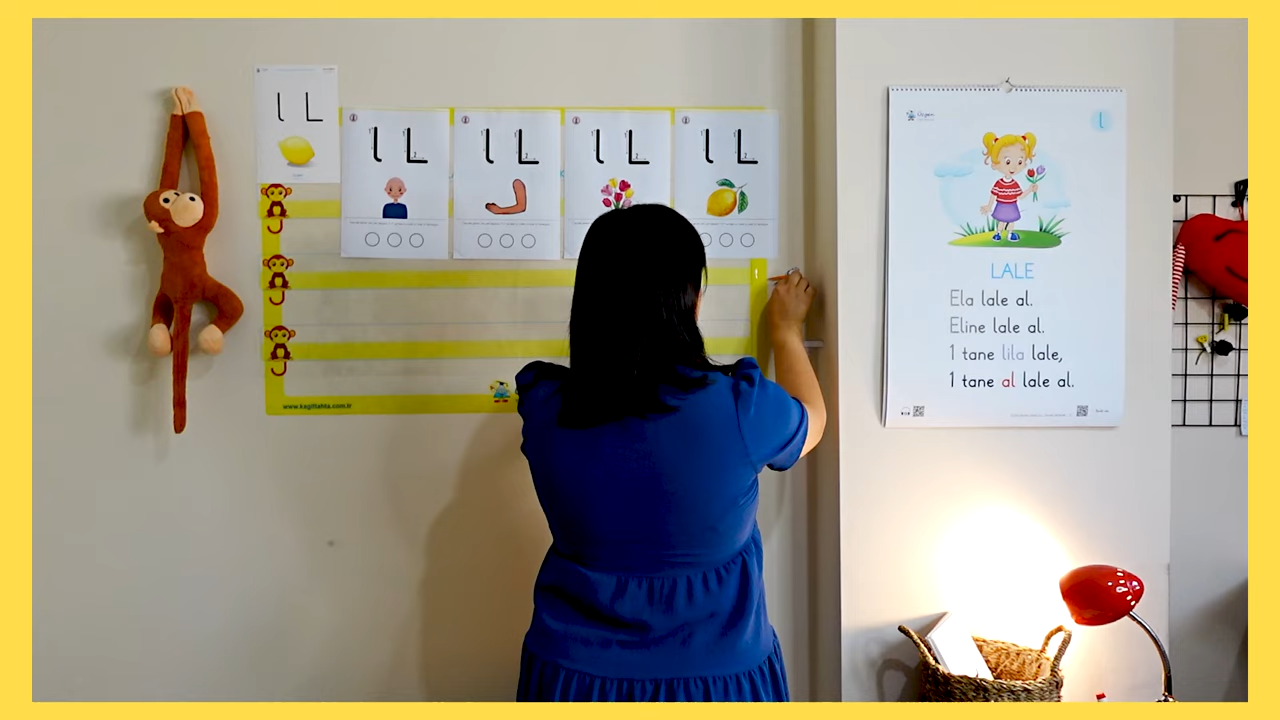 l L
l L
l L
l L
l L
www.kagittahta.com.tr
l
LALE
Ela lale al.
Eline lale al.
1 tane lila lale,
1 tane al lale al.